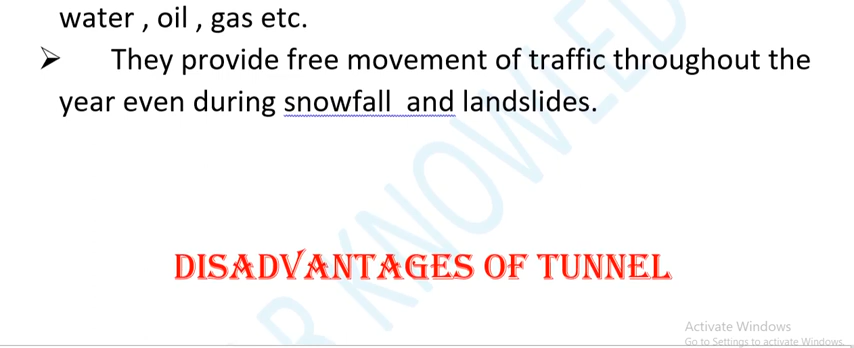 water , oil , gas etc.
➢ They provide free movement of traffic throughout the
year even during snowfall  and landslides.
DISADVANTAGES OF TUNNEL
Activate Windows
Go to Settings to activate Windows.